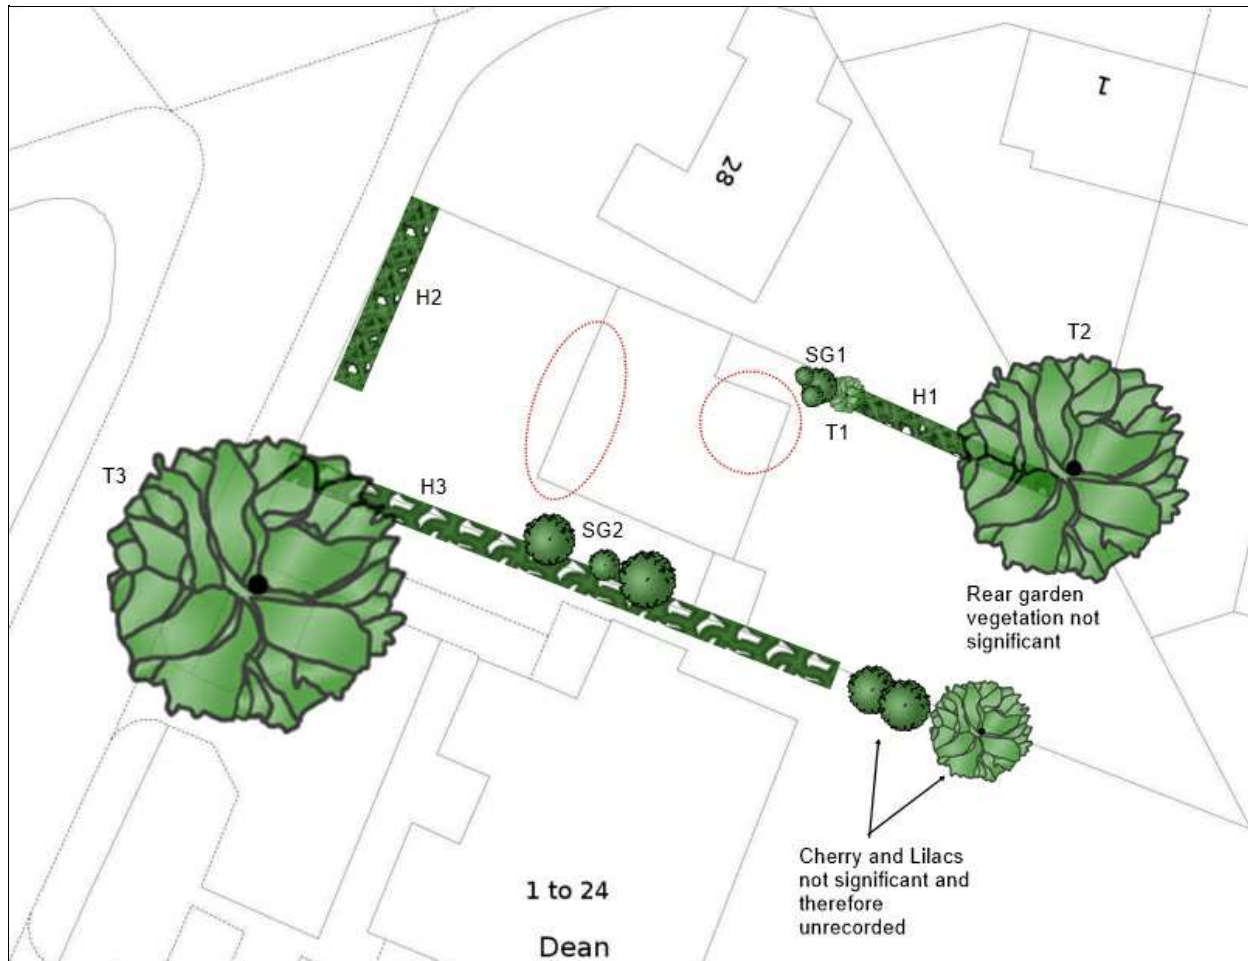 1
28
H2
T2
SG1
H1
T1
T3
H3
SG2
Rear garden
vegetation not
significant
Cherry and Lilacs
not significant and
therefore
unrecorded
1 to 24
Dean